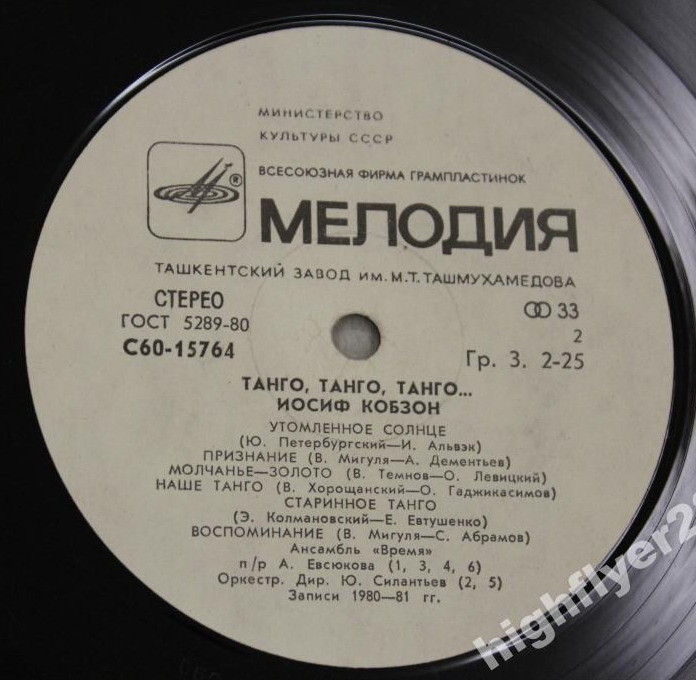 МИНИСТЕРСТВО
КУЛЬТУРЫ СССР
ВСЕСОЮЗНАЯ ФИРМА ГРАМПЛАСТИНОК
®
МЕЛОДИЯ
ТАШКЕНТСКИЙ ЗАВОД ИМ. М.Т. ТАШМУХАМЕДОВА
СТЕРЕО
33
ГОСТ 5289-80
2
С60-15764
Гр. 3. 2-25
ТАНГО, ТАНГО, ТАНГО...
ИОСИФ КОБЗОН
УТОМЛЕННОЕ СОЛНЦЕ
(Ю. Петербургский—И. Альвэк)
ПРИЗНАНИЕ (В. Мигуля—А. Дементьев)
МОЛЧАНЬЕ—ЗОЛОТО (В. Темнов—О. Левицкий)
НАШЕ ТАНГО (В. Хорощанский—О. Гаджикасимов)
СТАРИННОЕ ТАНГО
(Э. Колмановский—Е. Евтушенко)
ВОСПОМИНАНИЕ (В. Мигуля—С. Абрамов)
Ансамбль «Время»
п/р А. Евсюкова (1, 3, 4, 6)
Оркестр. Дир. Ю. Силантьев (2, 5)
Записи 1980—81 гг.
highflyer2